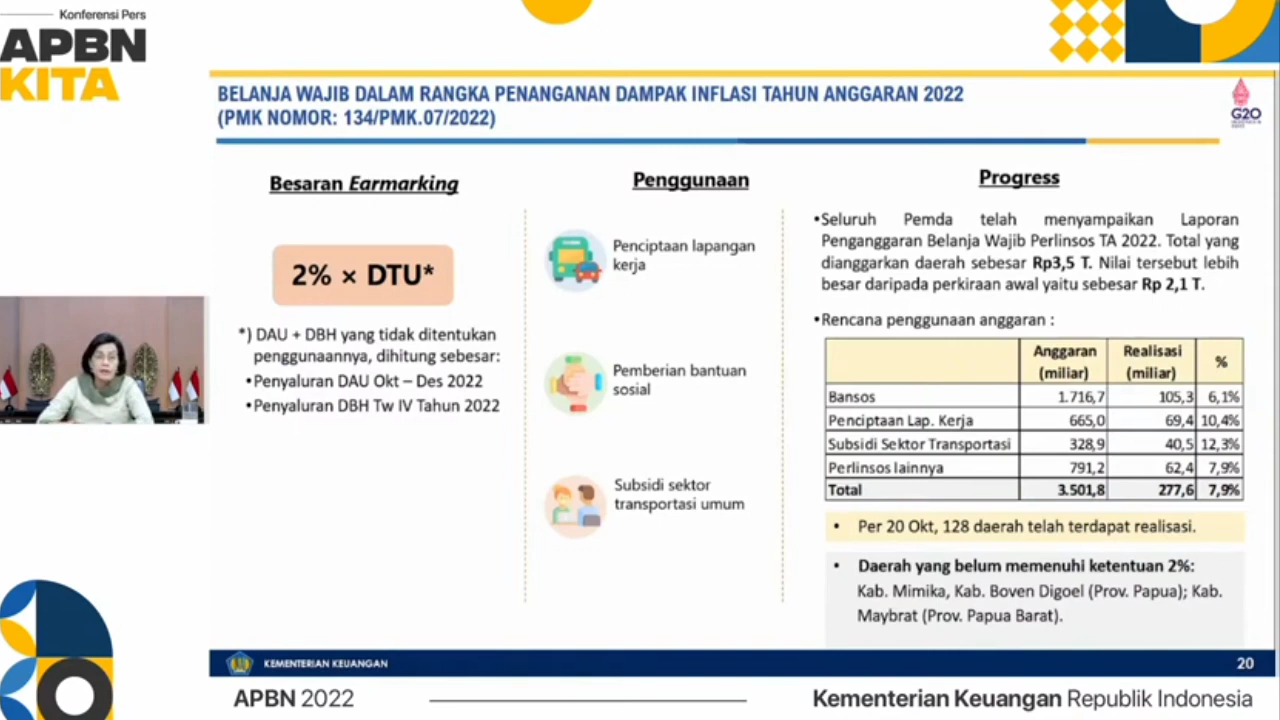 Konferensi Pers
APBN
KITA
BELANJA WAJIB DALAM RANGKA PENANGANAN DAMPAK INFLASI TAHUN ANGGARAN 2022
(PMK NOMOR: 134/PMK.07/2022)
G20
Besaran Earmarking
2% × DTU*
*) DAU + DBH yang tidak ditentukan
penggunaannya, dihitung sebesar:
•Penyaluran DAU Okt – Des 2022
•Penyaluran DBH Tw IV Tahun 2022
Penggunaan
Penciptaan lapangan
kerja
Pemberian bantuan
sosial
Subsidi sektor
transportasi umum
Progress
•Seluruh Pemda telah menyampaikan Laporan
Penganggaran Belanja Wajib Perlinsos TA 2022. Total yang
dianggarkan daerah sebesar Rp3,5 T. Nilai tersebut lebih
besar daripada perkiraan awal yaitu sebesar Rp 2,1 T.
•Rencana penggunaan anggaran :
Anggaran (miliar) Realisasi (miliar) %
Bansos 1.716,7 105,3 6,1%
Penciptaan Lap. Kerja 665,0 69,4 10,4%
Subsidi Sektor Transportasi 328,9 40,5 12,3%
Perlinsos lainnya 791,2 62,4 7,9%
Total 3.501,8 277,6 7,9%
• Per 20 Okt, 128 daerah telah terdapat realisasi.
• Daerah yang belum memenuhi ketentuan 2%:
Kab. Mimika, Kab. Boven Digoel (Prov. Papua); Kab.
Maybrat (Prov. Papua Barat).
KEMENTERIAN KEUANGAN
20
APBN 2022
Kementerian Keuangan Republik Indonesia